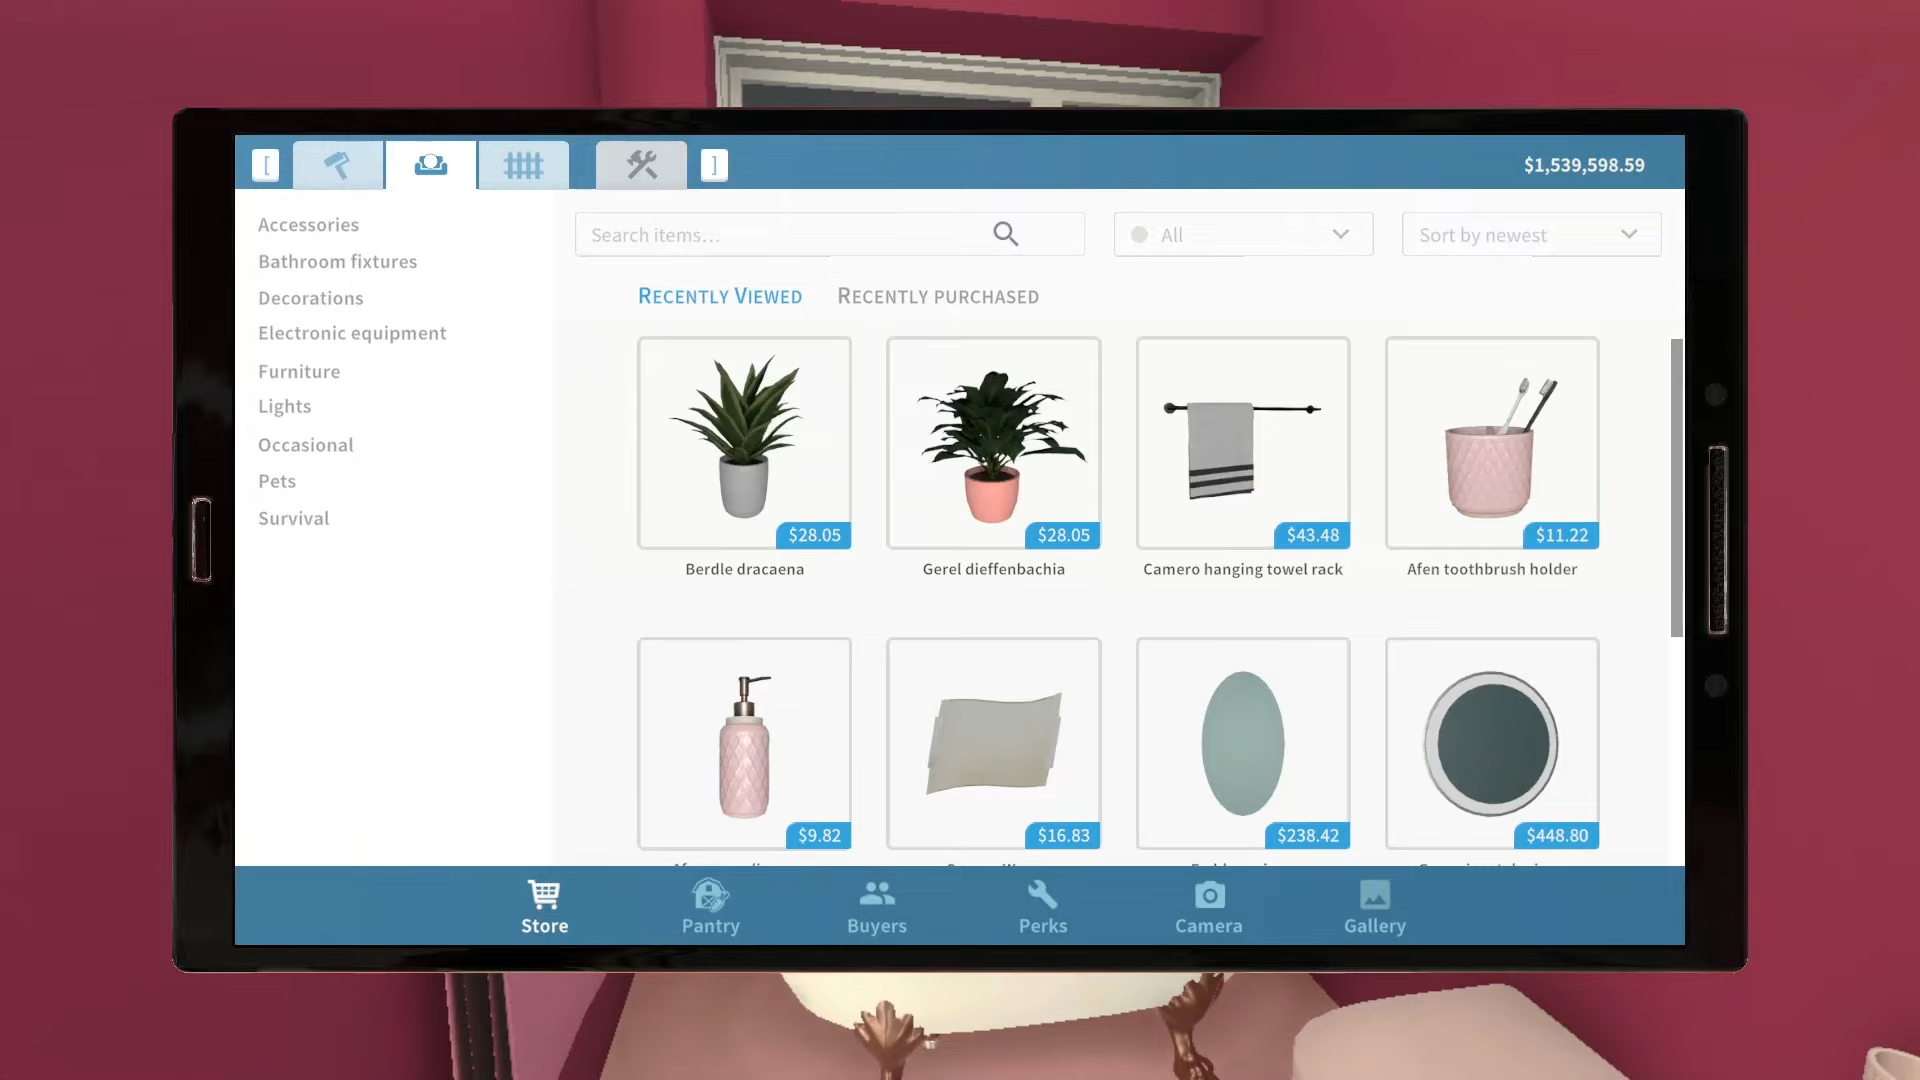 [
]
$1,539,598.59
Accessories
Bathroom fixtures
Decorations
Electronic equipment
Furniture
Lights
Occasional
Pets
Survival
Search items...
All
Sort by newest
RECENTLY VIEWED
RECENTLY PURCHASED
$28.05
$28.05
$43.48
$11.22
Berdle dracaena
Gerel dieffenbachia
Camero hanging towel rack
Afen toothbrush holder
$9.82
$16.83
$238.42
$448.80
Store
Pantry
Buyers
Perks
Camera
Gallery